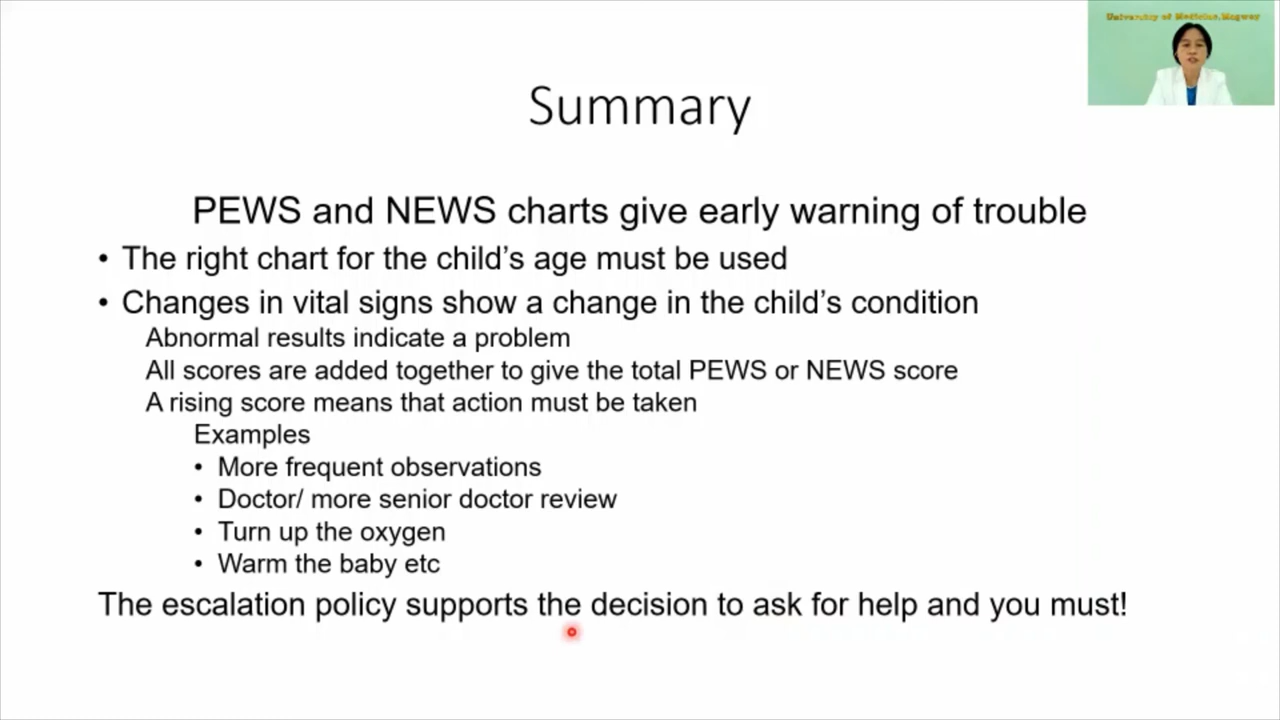 University of Medicine, Magway
Summary
PEWS and NEWS charts give early warning of trouble
• The right chart for the child's age must be used
• Changes in vital signs show a change in the child's condition
Abnormal results indicate a problem
All scores are added together to give the total PEWS or NEWS score
A rising score means that action must be taken
Examples
• More frequent observations
• Doctor/ more senior doctor review
• Turn up the oxygen
• Warm the baby etc
The escalation policy supports the decision to ask for help and you must!